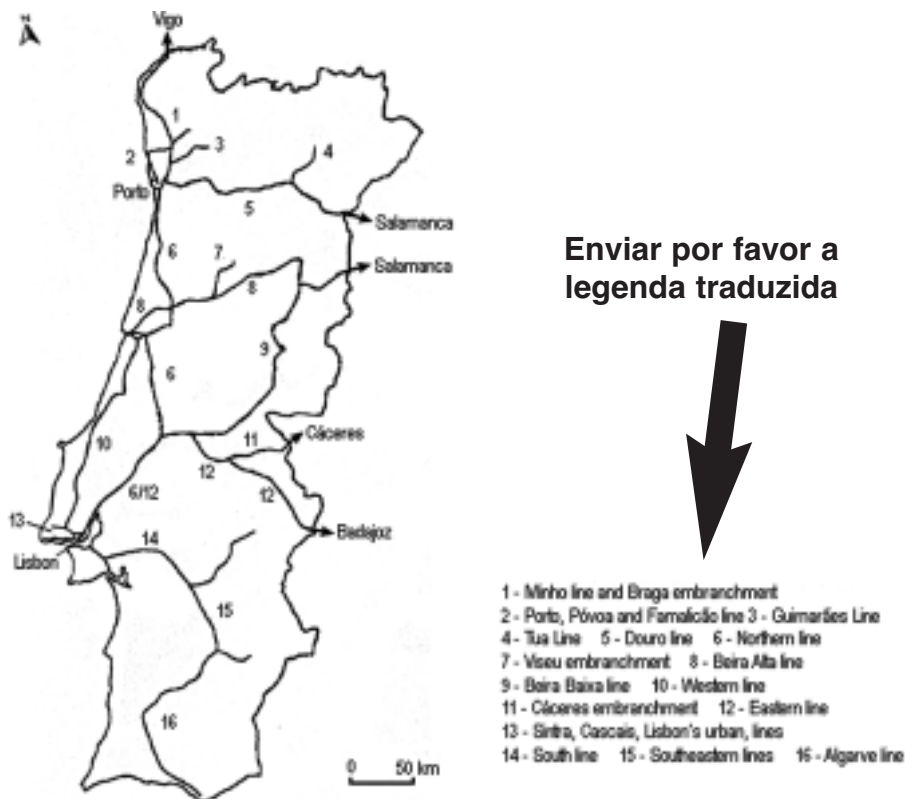 N
Vigo
1
2
3
4
Porto
5
Salamanca
6
7
Salamanca
8
8
9
6
10
11
Cáceres
12
12
6/12
13
Lisbon
14
Badajoz
15
16
0 50 km
Enviar por favor a
legenda traduzida
1 - Minho line and Braga embranchment
2 - Porto, Póvoa and Famalicão line 3 - Guimarães Line
4 - Tua Line 5 - Douro line 6 - Northern line
7 - Viseu embranchment 8 - Beira Alta line
9 - Beira Baixa line 10 - Western line
11 - Cáceres embranchment 12 - Eastern line
13 - Sintra, Cascais, Lisbon's urban, lines
14 - South line 15 - Southeastern lines 16 - Algarve line